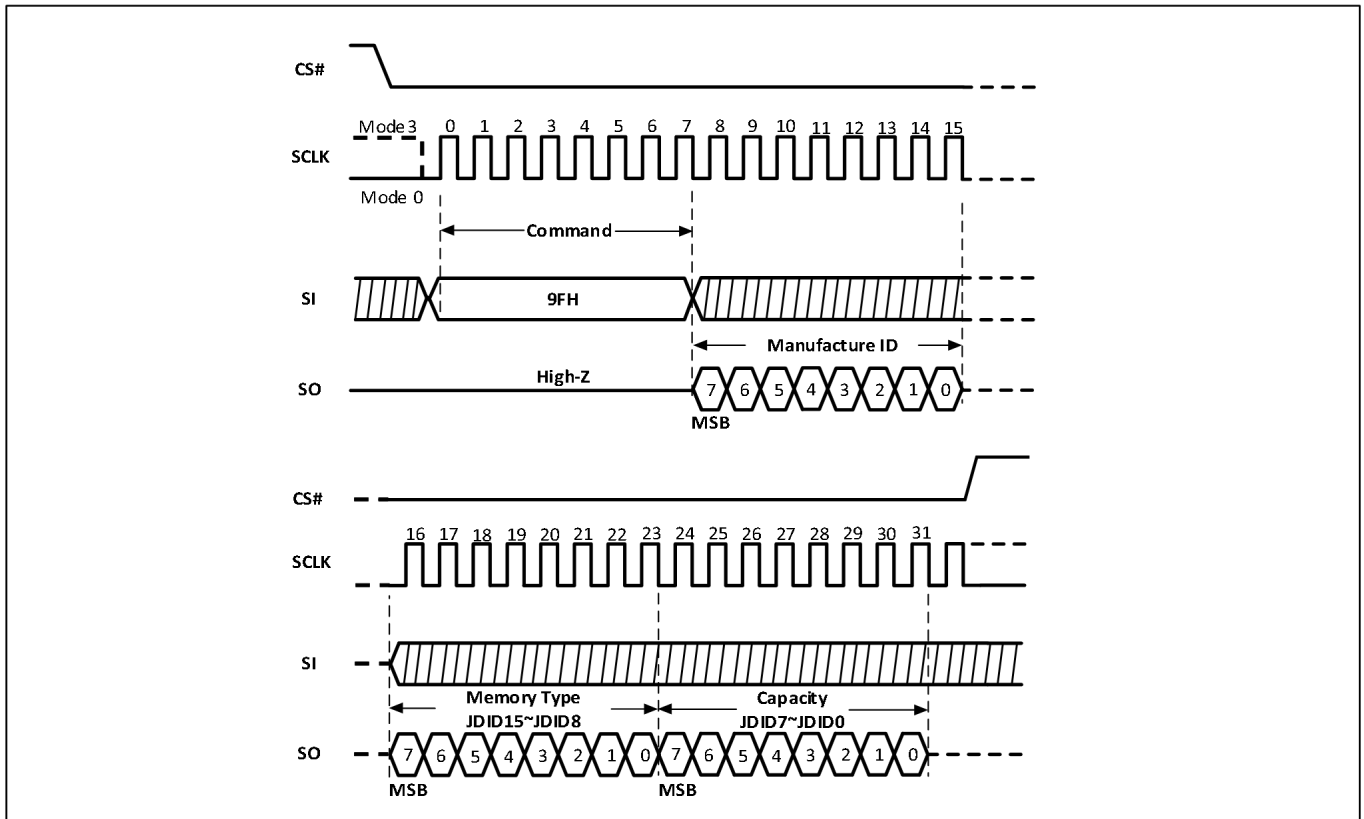 CS#
Mode 3 0 1 2 3 4 5 6 7 8 9 10 11 12 13 14 15
SCLK
Mode 0
Command
SI 9FH
Manufacture ID
High-Z
SO 7 6 5 4 3 2 1 0
MSB
CS#
16 17 18 19 20 21 22 23 24 25 26 27 28 29 30 31
SCLK
SI
Memory Type Capacity
JDID15~JDID8 JDID7~JDID0
SO 7 6 5 4 3 2 1 0 7 6 5 4 3 2 1 0
MSB MSB